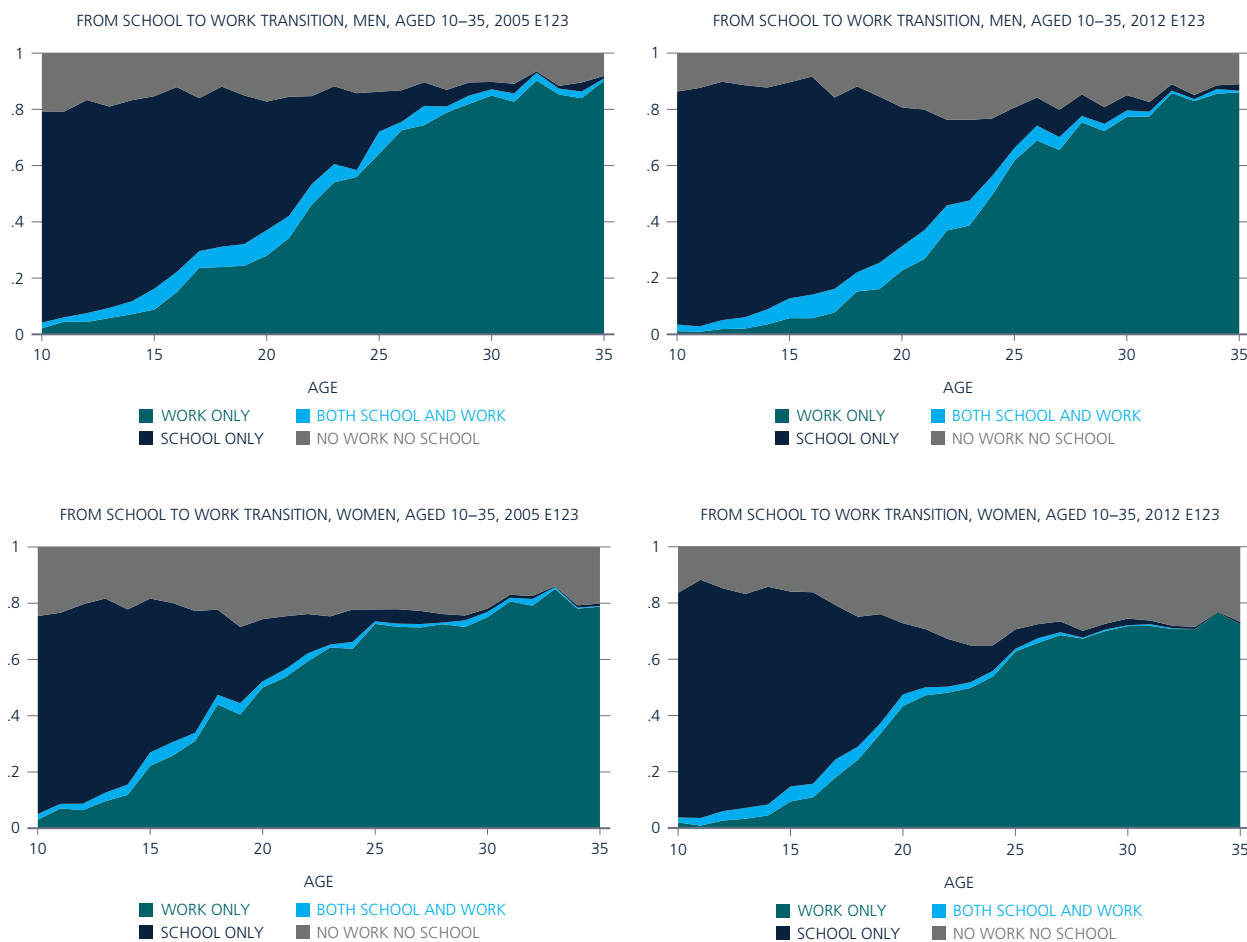 FROM SCHOOL TO WORK TRANSITION, MEN, AGED 10–35, 2005 E123
1
.8
.6
.4
.2
0
10 15 20 25 30 35
AGE
WORK ONLY BOTH SCHOOL AND WORK
SCHOOL ONLY NO WORK NO SCHOOL
FROM SCHOOL TO WORK TRANSITION, MEN, AGED 10–35, 2012 E123
1
.8
.6
.4
.2
0
10 15 20 25 30 35
AGE
WORK ONLY BOTH SCHOOL AND WORK
SCHOOL ONLY NO WORK NO SCHOOL
FROM SCHOOL TO WORK TRANSITION, WOMEN, AGED 10–35, 2005 E123
1
.8
.6
.4
.2
0
10 15 20 25 30 35
AGE
WORK ONLY BOTH SCHOOL AND WORK
SCHOOL ONLY NO WORK NO SCHOOL
FROM SCHOOL TO WORK TRANSITION, WOMEN, AGED 10–35, 2012 E123
1
.8
.6
.4
.2
0
10 15 20 25 30 35
AGE
WORK ONLY BOTH SCHOOL AND WORK
SCHOOL ONLY NO WORK NO SCHOOL